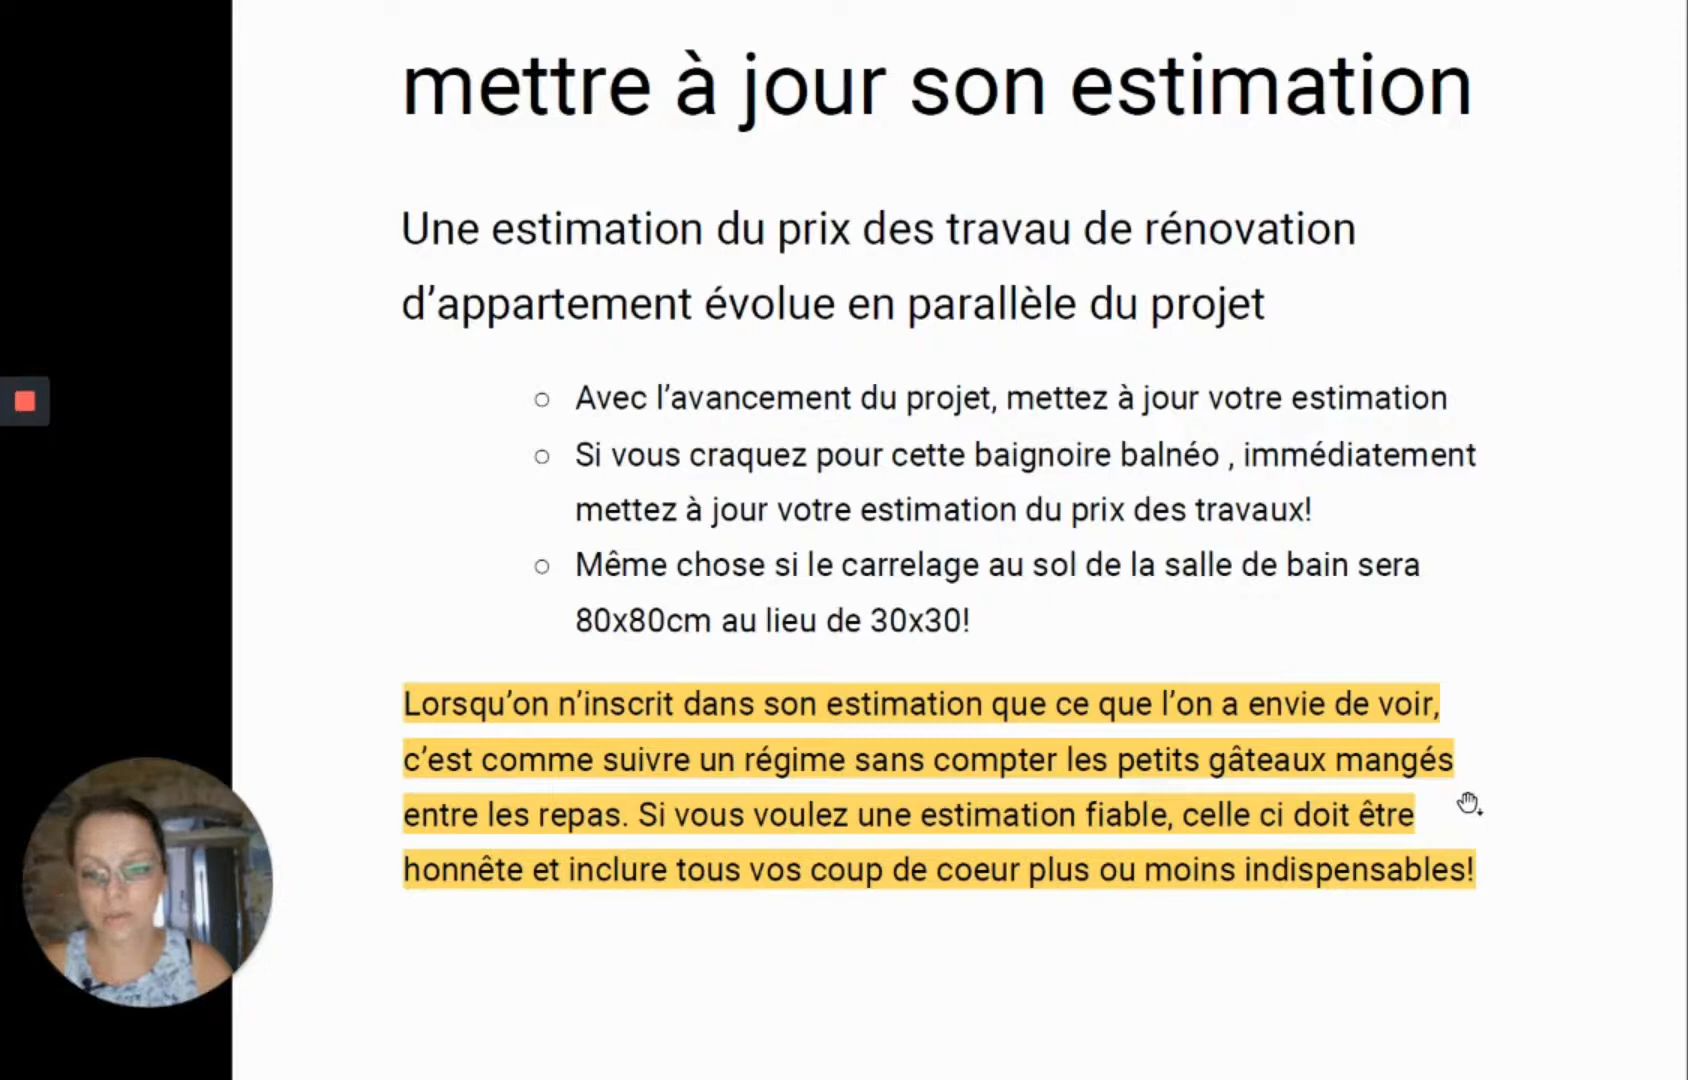 mettre à jour son estimation
Une estimation du prix des travau de rénovation
d’appartement évolue en parallèle du projet
○ Avec l’avancement du projet, mettez à jour votre estimation
○ Si vous craquez pour cette baignoire balnéo , immédiatement
mettez à jour votre estimation du prix des travaux!
○ Même chose si le carrelage au sol de la salle de bain sera
80x80cm au lieu de 30x30!
Lorsqu’on n’inscrit dans son estimation que ce que l’on a envie de voir,
c’est comme suivre un régime sans compter les petits gâteaux mangés
entre les repas. Si vous voulez une estimation fiable, celle ci doit être
honnête et inclure tous vos coup de coeur plus ou moins indispensables!